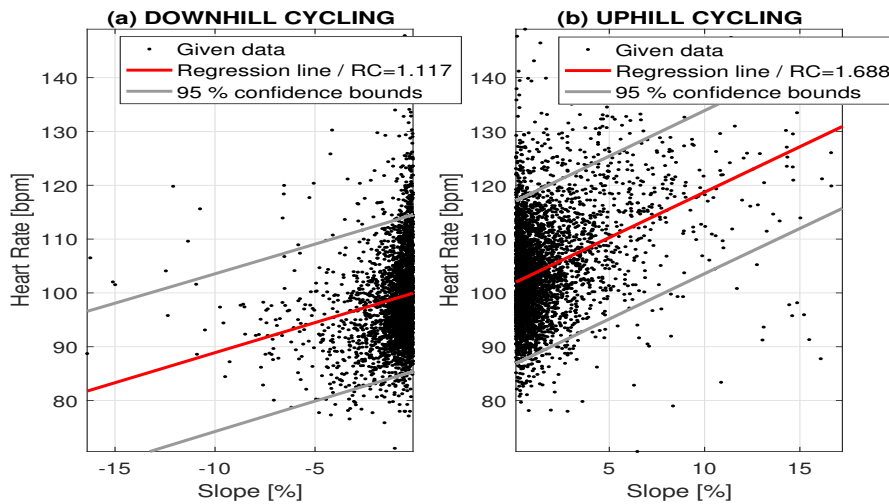 (a) DOWNHILL CYCLING
Given data
Regression line / RC=1.117
95 % confidence bounds
140
130
120
110
100
90
80
Heart Rate [bpm]
-15
-10
-5
Slope [%]
(b) UPHILL CYCLING
Given data
Regression line / RC=1.688
95 % confidence bounds
140
130
120
110
100
90
80
Heart Rate [bpm]
5
10
15
Slope [%]